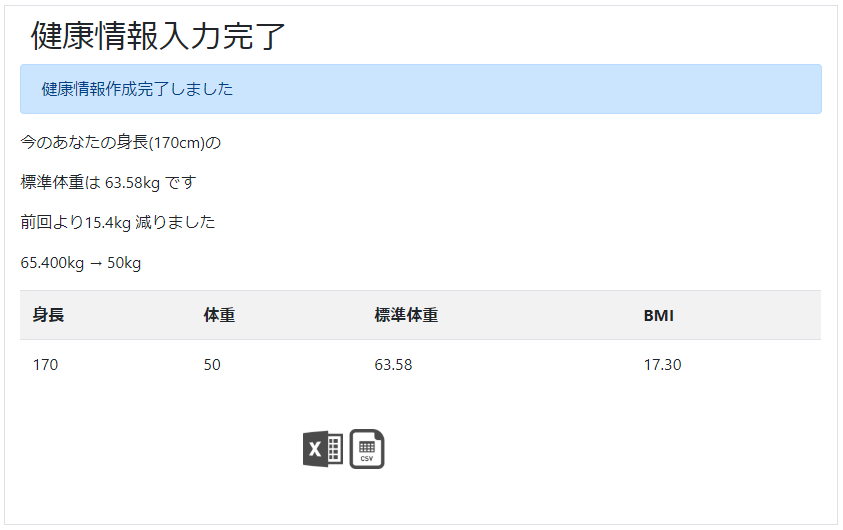 健康情報入力完了
健康情報作成完了しました
今のあなたの身長(170cm)の
標準体重は 63.58kg です
前回より15.4kg 減りました
65.400kg → 50kg
身長 体重 標準体重 BMI
170 50 63.58 17.30
X CSV